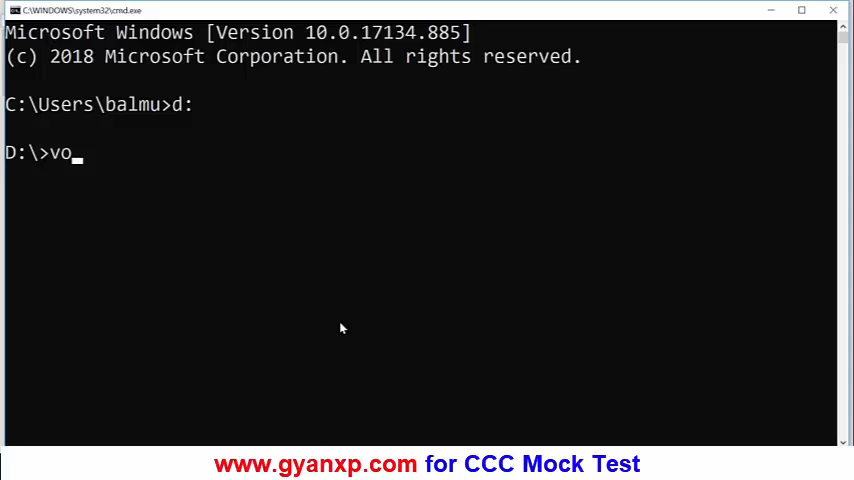 C:\WINDOWS\system32\cmd.exe
Microsoft Windows [Version 10.0.17134.885]
(c) 2018 Microsoft Corporation. All rights reserved.
C:\Users\balmu>d:
D:\>vo_
www.gyanxp.com for CCC Mock Test